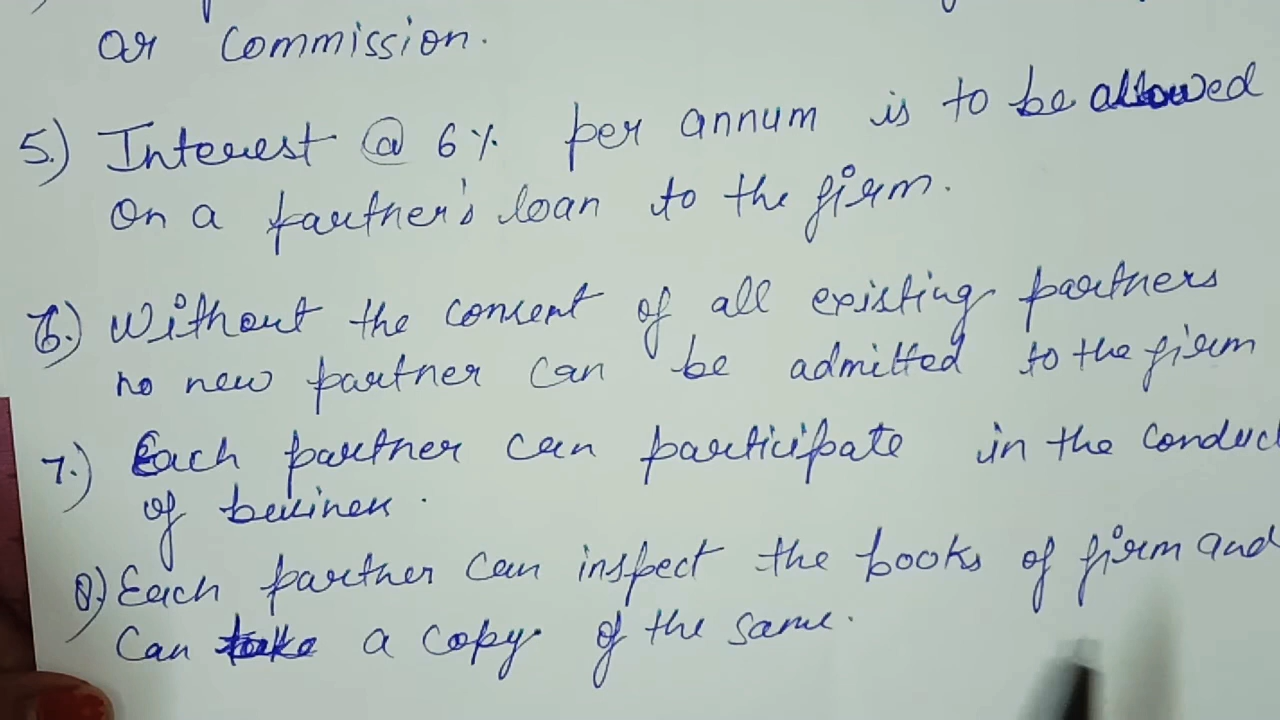 or commission.
5.) Interest @ 6% per annum is to be allowed
on a partner's loan to the firm.
6.) Without the consent of all existing partners
no new partner can be admitted to the firm
7.) Each partner can participate in the conduc
of business.
8) Each partner can inspect the books of firm and
can take a copy of the same.